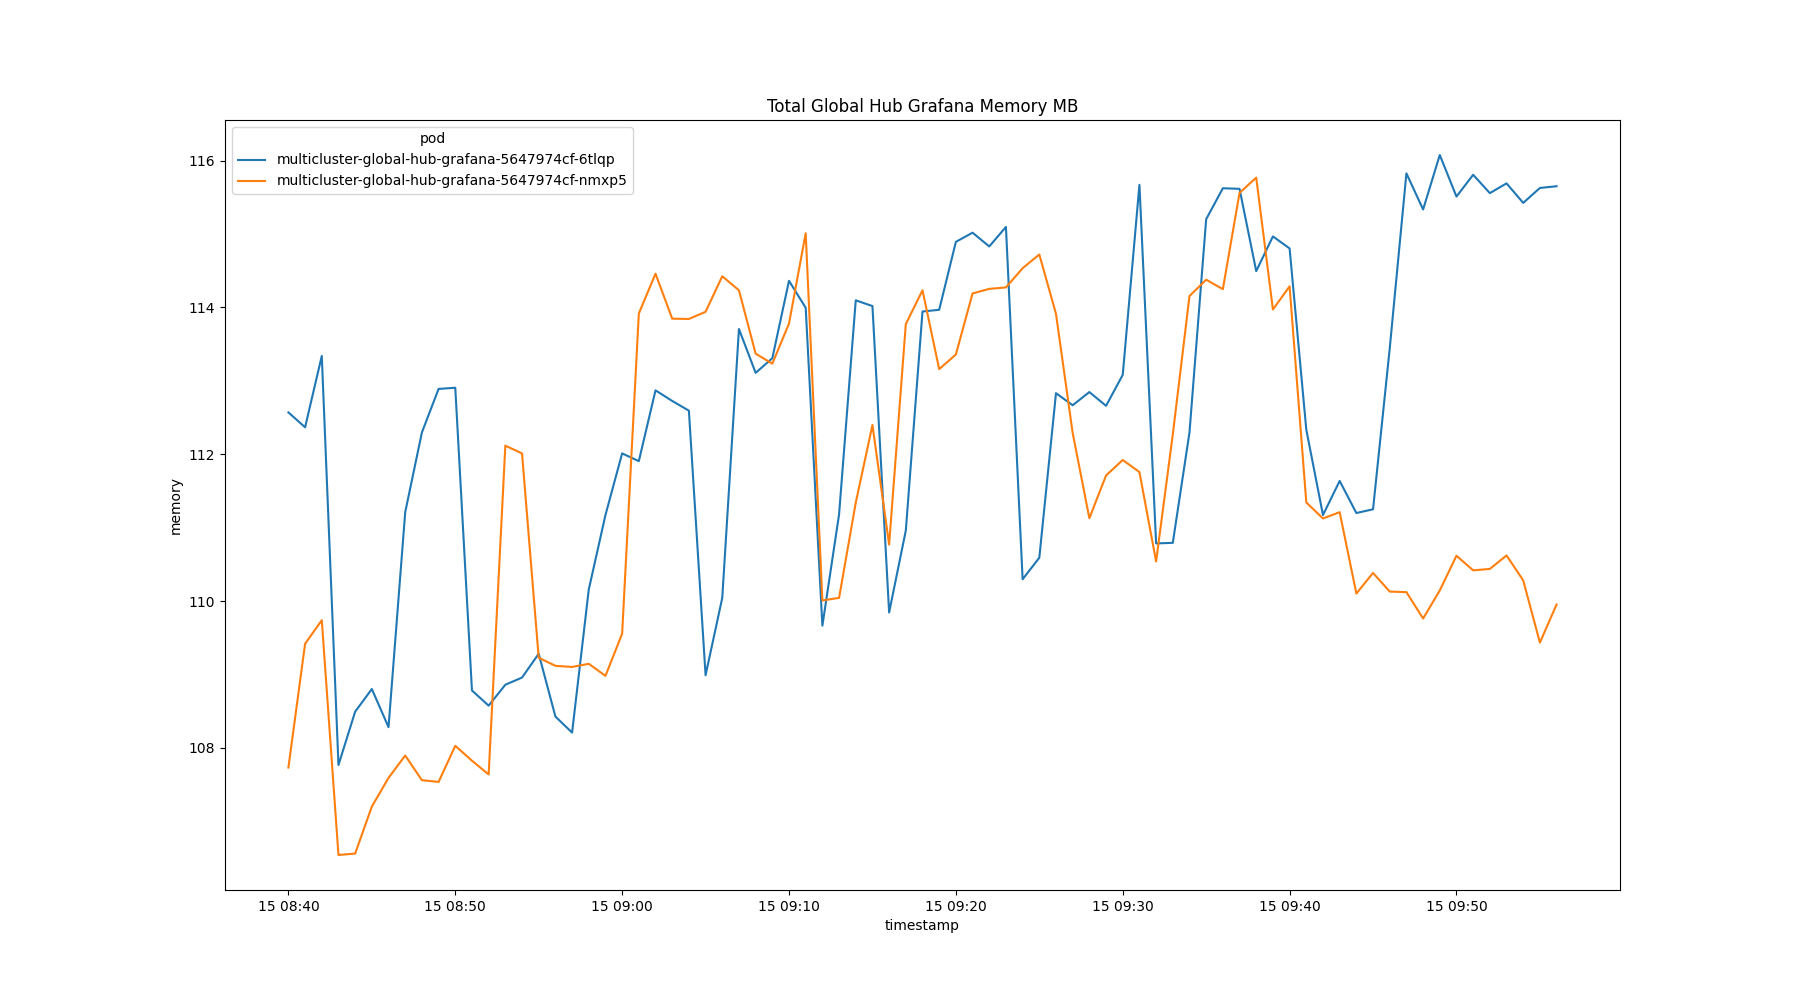 Total Global Hub Grafana Memory MB
pod
multicluster-global-hub-grafana-5647974cf-6tlqp
multicluster-global-hub-grafana-5647974cf-nmxp5
116
114
112
110
108
memory
15 08:40 15 08:50 15 09:00 15 09:10 15 09:20 15 09:30 15 09:40 15 09:50
timestamp